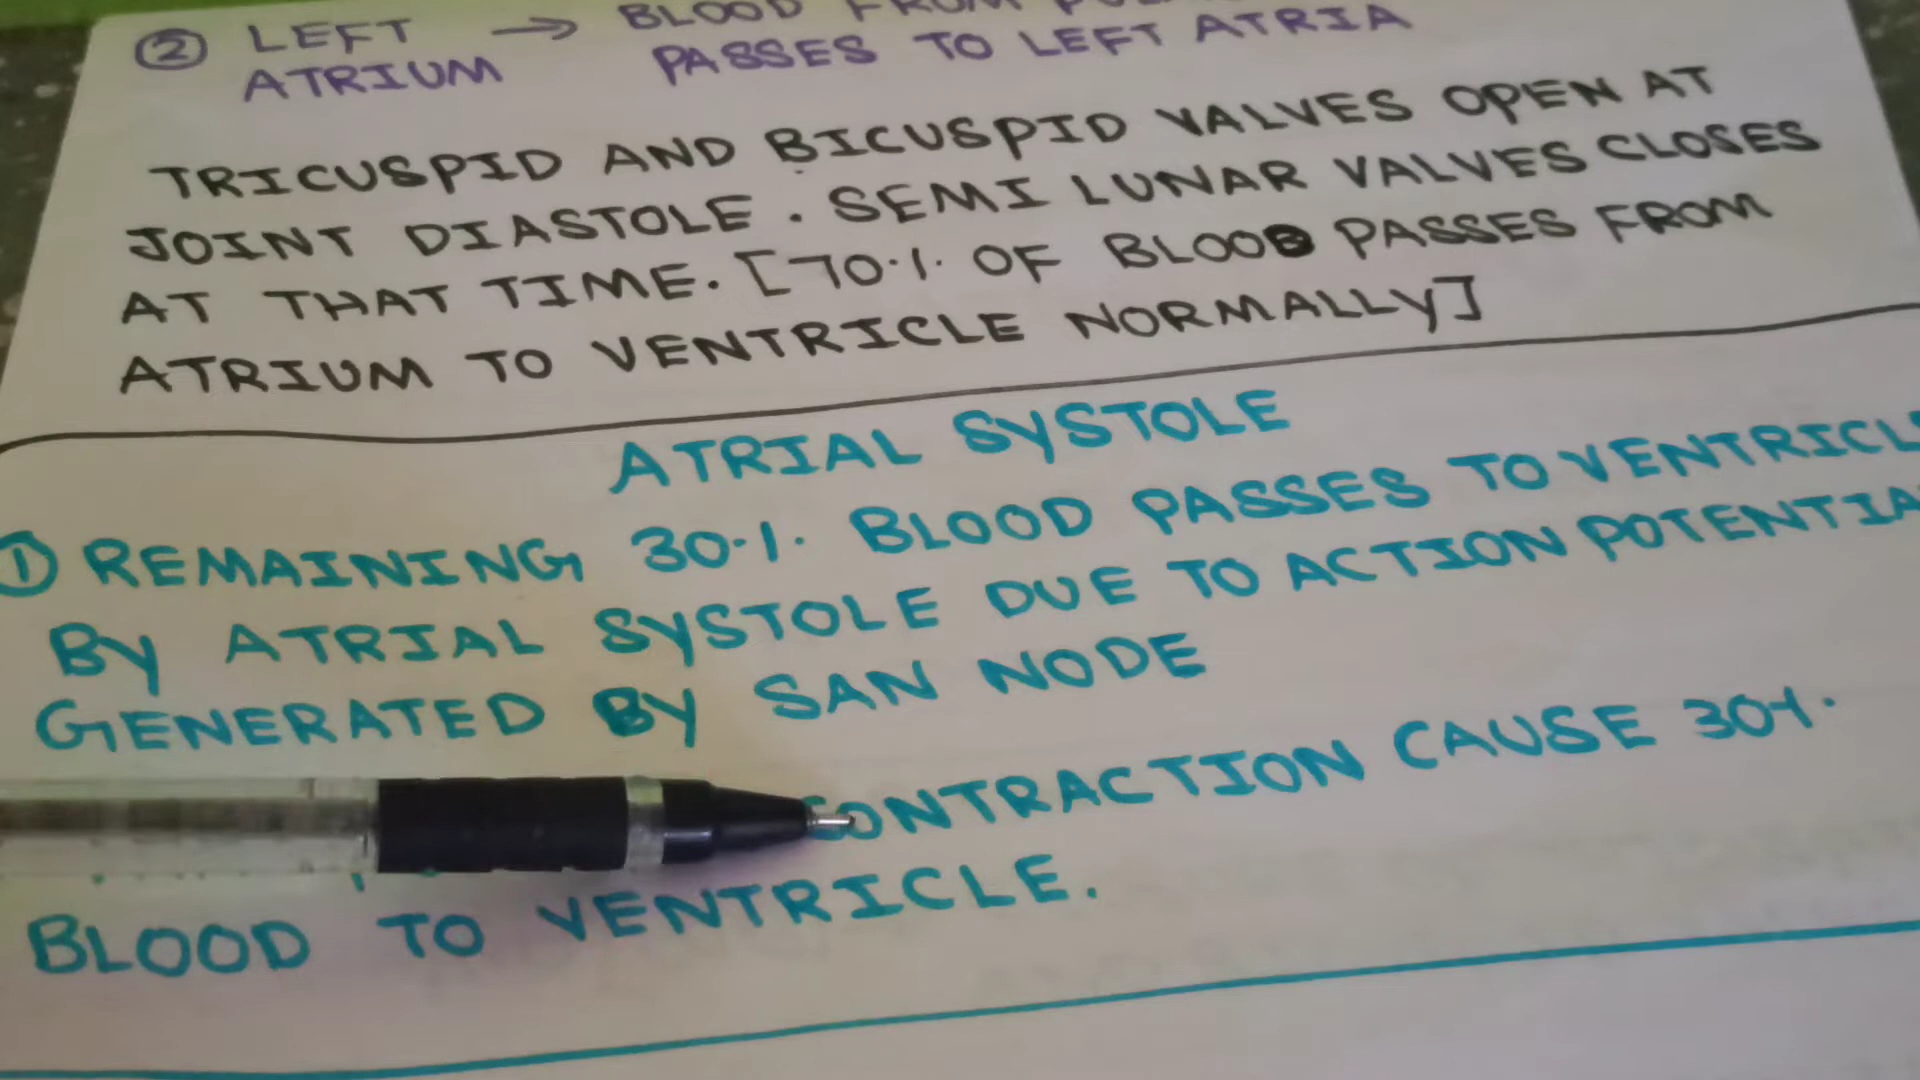 ② LEFT → BLOOD FROM
ATRIUM PASSES TO LEFT ATRIA
TRICUSPID AND BICUSPID VALVES OPEN AT
JOINT DIASTOLE. SEMI LUNAR VALVES CLOSES
AT THAT TIME. [70% OF BLOOD PASSES FROM
ATRIUM TO VENTRICLE NORMALLY]
ATRIAL SYSTOLE
① REMAINING 30% BLOOD PASSES TO VENTRICLE
BY ATRIAL SYSTOLE DUE TO ACTION POTENTIA
GENERATED BY SAN NODE
CONTRACTION CAUSE 30%
BLOOD TO VENTRICLE.